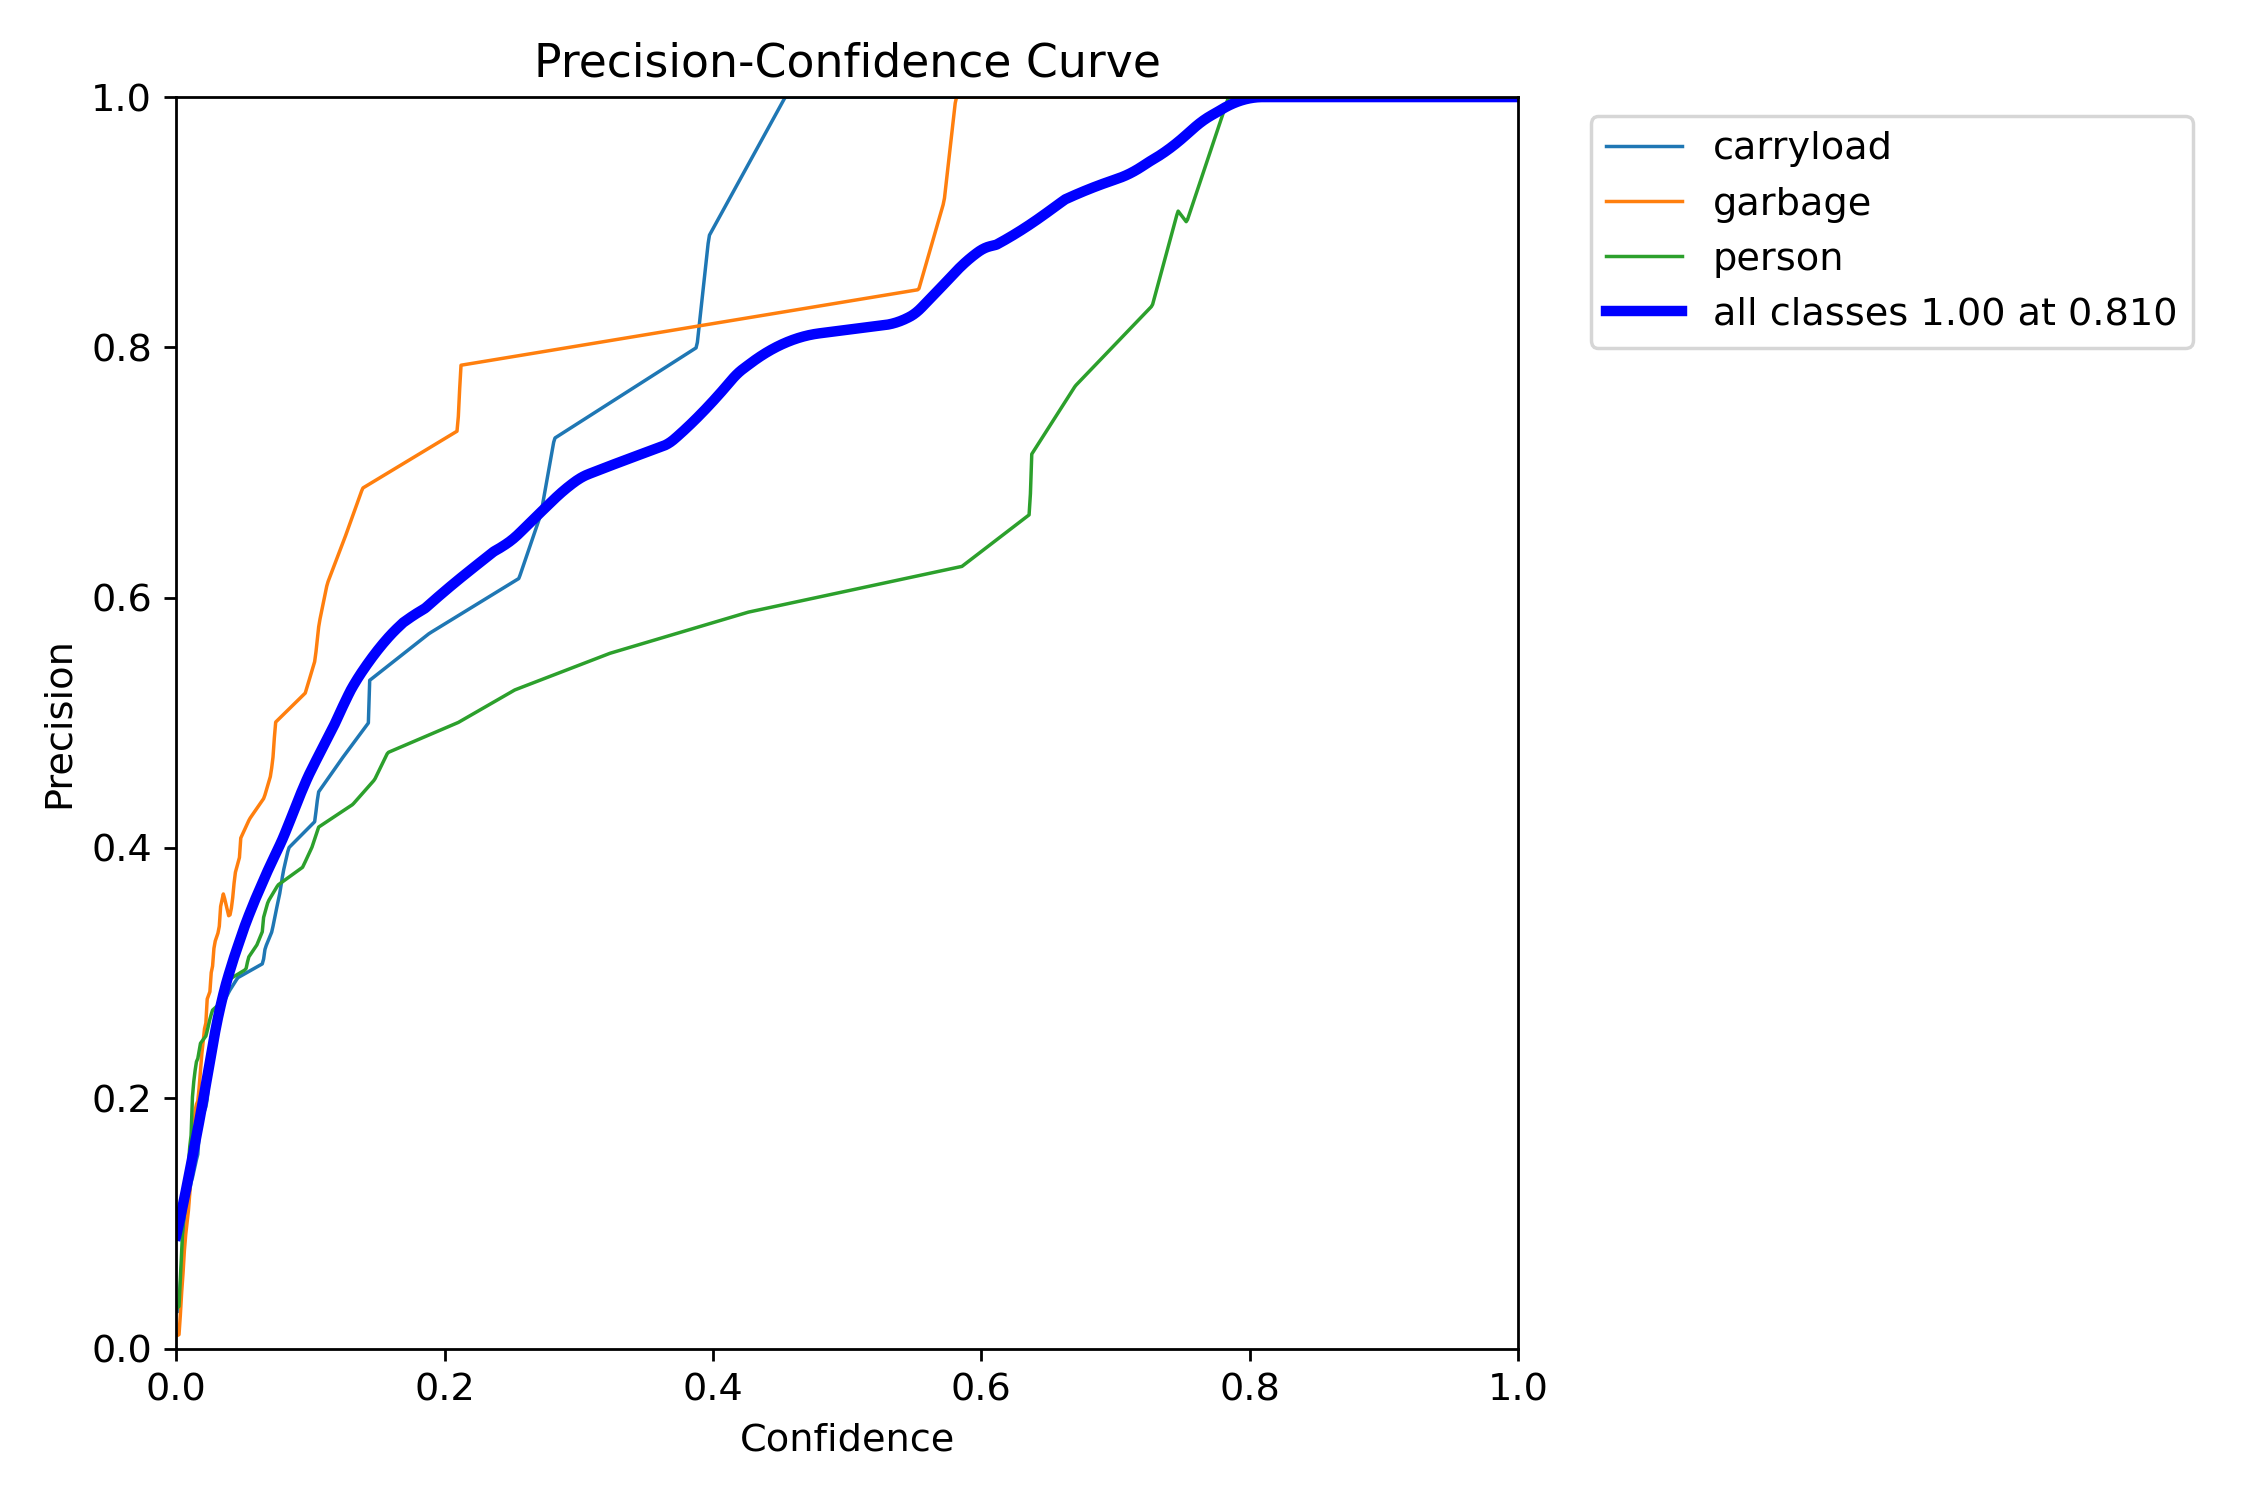 Precision-Confidence Curve
1.0
0.8
0.6
0.4
0.2
0.0
Precision
0.0 0.2 0.4 0.6 0.8 1.0
Confidence
carryload
garbage
person
all classes 1.00 at 0.810